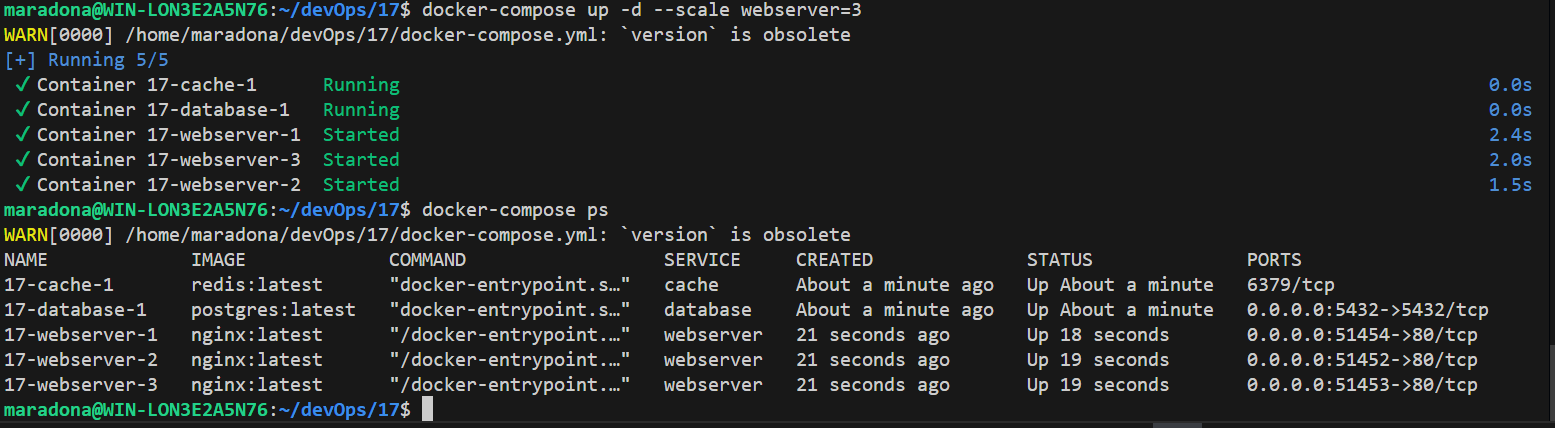 maradona@WIN-LON3E2A5N76:~/devOps/17$ docker-compose up -d --scale webserver=3
WARN[0000] /home/maradona/devOps/17/docker-compose.yml: `version` is obsolete
[+] Running 5/5
✓ Container 17-cache-1 Running 0.0s
✓ Container 17-database-1 Running 0.0s
✓ Container 17-webserver-1 Started 2.4s
✓ Container 17-webserver-3 Started 2.0s
✓ Container 17-webserver-2 Started 1.5s
maradona@WIN-LON3E2A5N76:~/devOps/17$ docker-compose ps
WARN[0000] /home/maradona/devOps/17/docker-compose.yml: `version` is obsolete
NAME IMAGE COMMAND SERVICE CREATED STATUS PORTS
17-cache-1 redis:latest "docker-entrypoint.s…" cache About a minute ago Up About a minute 6379/tcp
17-database-1 postgres:latest "docker-entrypoint.s…" database About a minute ago Up About a minute 0.0.0.0:5432->5432/tcp
17-webserver-1 nginx:latest "/docker-entrypoint.…" webserver 21 seconds ago Up 18 seconds 0.0.0.0:51454->80/tcp
17-webserver-2 nginx:latest "/docker-entrypoint.…" webserver 21 seconds ago Up 19 seconds 0.0.0.0:51452->80/tcp
17-webserver-3 nginx:latest "/docker-entrypoint.…" webserver 21 seconds ago Up 19 seconds 0.0.0.0:51453->80/tcp
maradona@WIN-LON3E2A5N76:~/devOps/17$